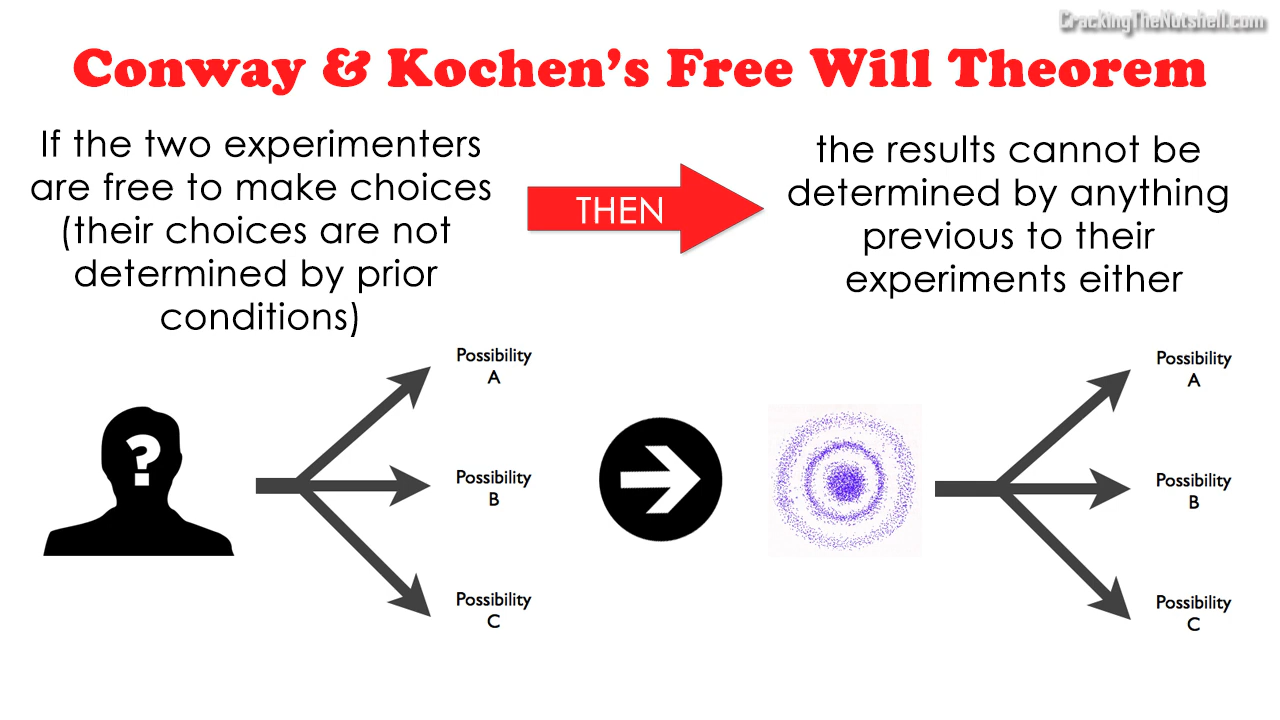 CrackingTheNutshell.com
Conway & Kochen's Free Will Theorem
If the two experimenters
are free to make choices
(their choices are not
determined by prior
conditions)
THEN
the results cannot be
determined by anything
previous to their
experiments either
Possibility
A
Possibility
B
Possibility
C
?
Possibility
A
Possibility
B
Possibility
C